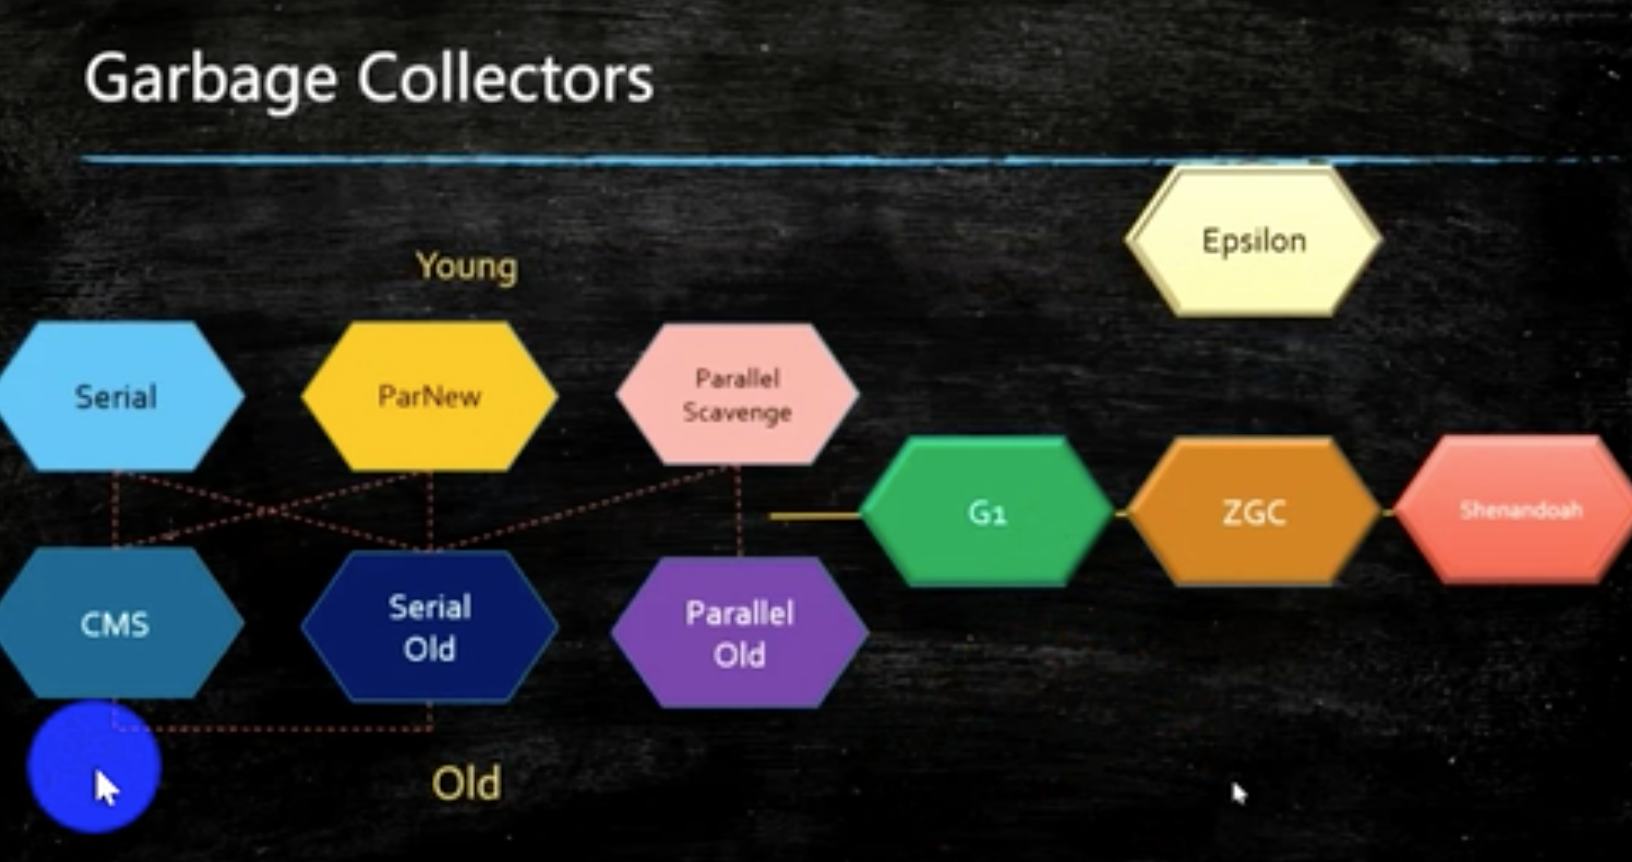 Garbage Collectors
Epsilon
Young
Serial
ParNew
Parallel
Scavenge
G1
ZGC
Shenandoah
CMS
Serial
Old
Parallel
Old
Old